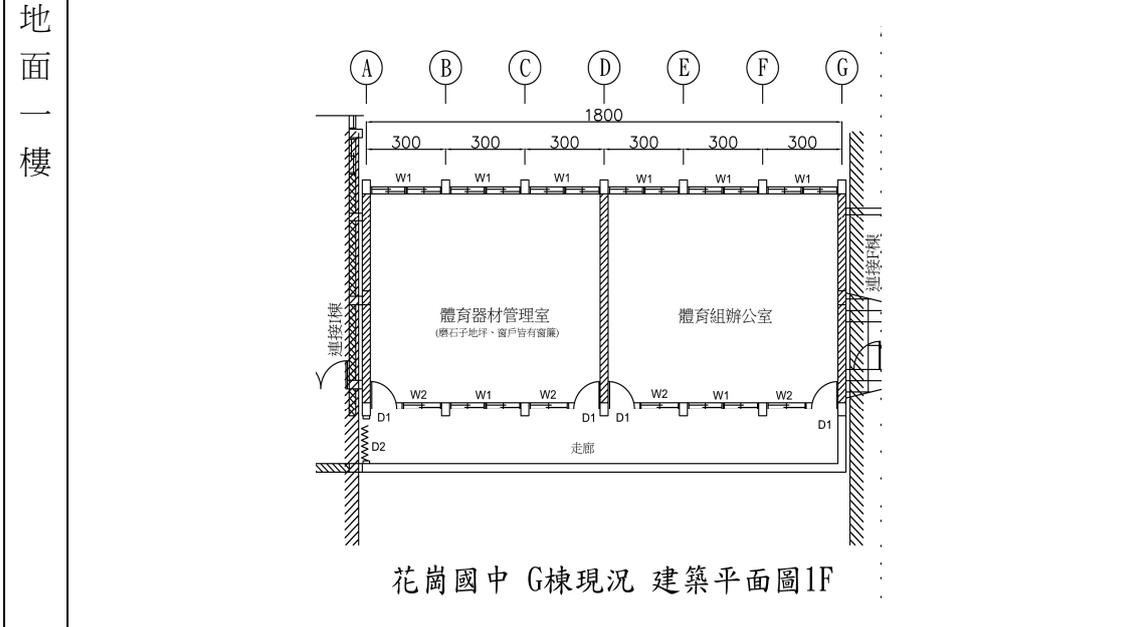 地面一樓
A B C D E F G
1800
300 300 300 300 300 300
W1 W1 W1 W1 W1 W1
連接F棟
連接I棟
體育器材管理室 體育組辦公室
(磨石子地坪、窗戶皆有窗簾)
W2 W1 W2 W2 W1 W2
D1 D1 D1 D1
D2 走廊
花崗國中 G棟現況 建築平面圖1F